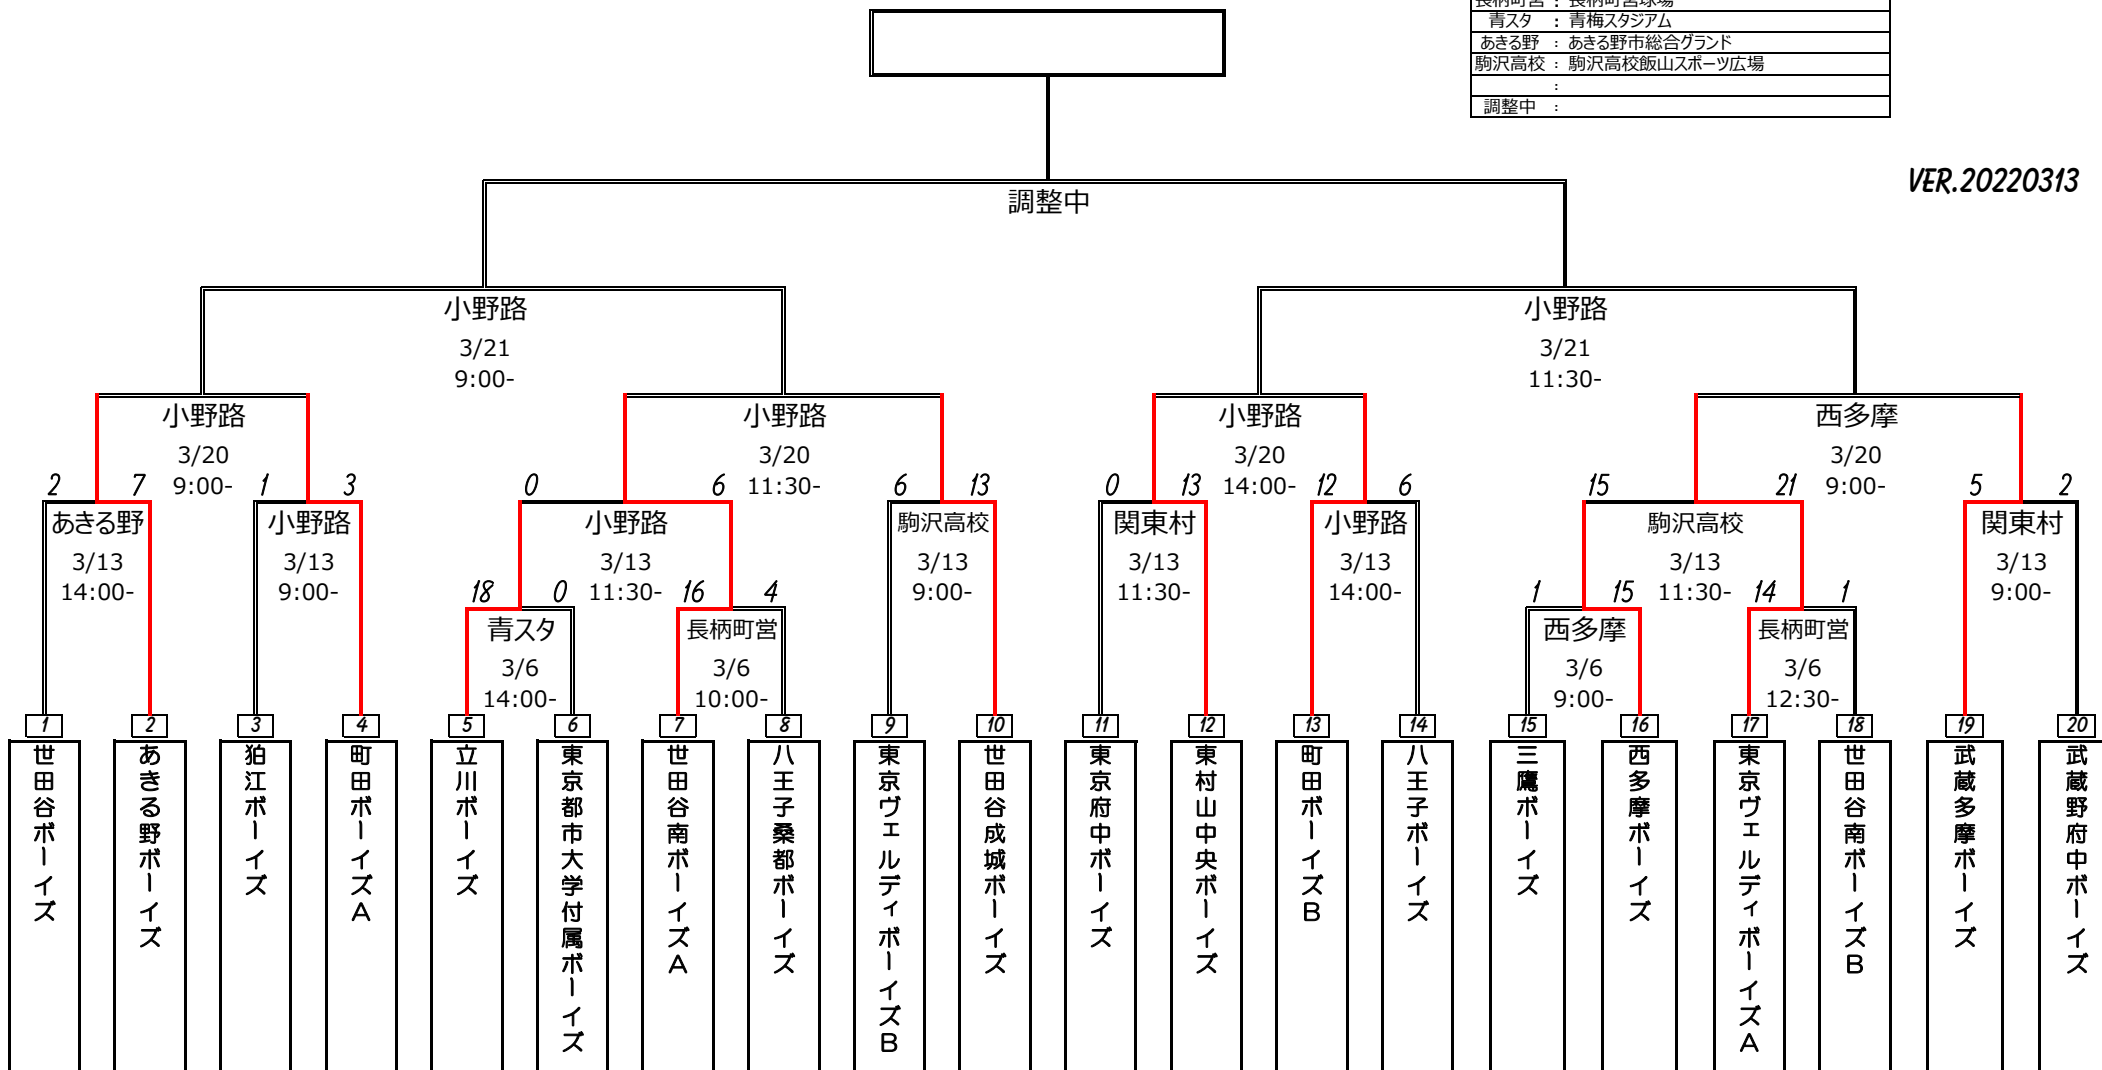 長柄町営 : 長柄町営球場
青スタ : 青梅スタジアム
あきる野 : あきる野市総合グランド
駒沢高校 : 駒沢高校飯山スポーツ広場
:
調整中 :
VER.20220313
調整中
小野路
3/21
9:00-
小野路
3/21
11:30-
小野路
3/20
9:00-
小野路
3/20
11:30-
小野路
3/20
14:00-
西多摩
3/20
9:00-
2 7
あきる野
3/13
14:00-
1 3
小野路
3/13
9:00-
0 6
小野路
3/13
11:30-
6 13
駒沢高校
3/13
9:00-
0 13
関東村
3/13
11:30-
12 6
小野路
3/13
14:00-
15 21
駒沢高校
3/13
11:30-
5 2
関東村
3/13
9:00-
18 0
青スタ
3/6
14:00-
16 4
長柄町営
3/6
10:00-
1 15
西多摩
3/6
9:00-
14 1
長柄町営
3/6
12:30-
1
世田谷ボーイズ
2
あきる野ボーイズ
3
狛江ボーイズ
4
町田ボーイズA
5
立川ボーイズ
6
東京都市大学付属ボーイズ
7
世田谷南ボーイズA
8
八王子桑都ボーイズ
9
東京ヴェルディボーイズB
10
世田谷成城ボーイズ
11
東京府中ボーイズ
12
東村山中央ボーイズ
13
町田ボーイズB
14
八王子ボーイズ
15
三鷹ボーイズ
16
西多摩ボーイズ
17
東京ヴェルディボーイズA
18
世田谷南ボーイズB
19
武蔵多摩ボーイズ
20
武蔵野府中ボーイズ